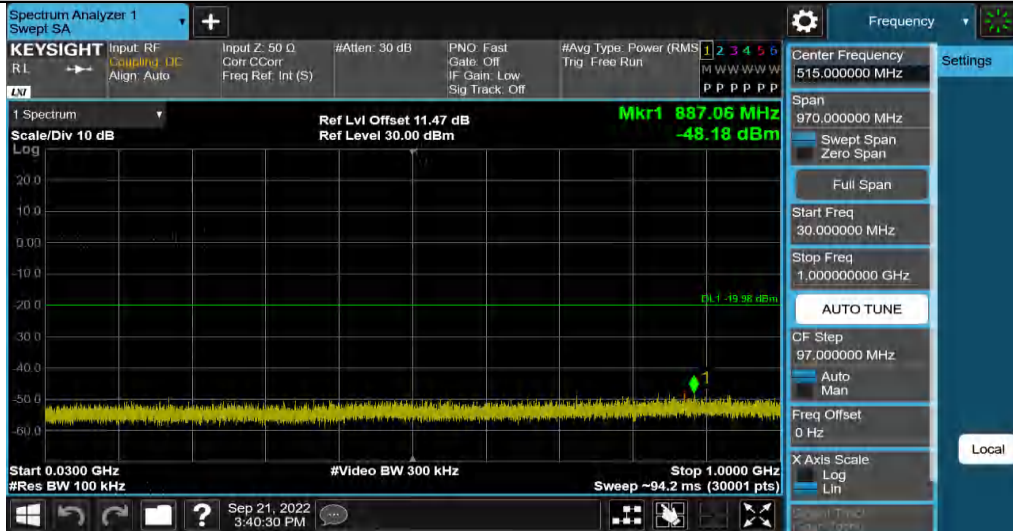 Spectrum Analyzer 1
Swept SA
Frequency
KEYSIGHT
RL
LXI
Input: RF
Coupling: DC
Align: Auto
Input Z: 50 Ω
Corr CCorr
Freq Ref: Int (S)
#Atten: 30 dB
PNO: Fast
Gate: Off
IF Gain: Low
Sig Track: Off
#Avg Type: Power (RMS
Trig: Free Run
1 2 3 4 5 6
M W W W W W
P P P P P P
Center Frequency
515.000000 MHz
Settings
Span
970.000000 MHz
Swept Span
Zero Span
Full Span
Start Freq
30.000000 MHz
Stop Freq
1.000000000 GHz
AUTO TUNE
CF Step
97.000000 MHz
Auto
Man
Freq Offset
0 Hz
X Axis Scale
Log
Lin
Local
1 Spectrum
Scale/Div 10 dB
Ref Lvl Offset 11.47 dB
Ref Level 30.00 dBm
Mkr1 887.06 MHz
-48.18 dBm
Log
20.0
10.0
0.00
-10.0
-20.0
DL1 -19.98 dBm
-30.0
-40.0
1
-50.0
-60.0
Start 0.0300 GHz
#Video BW 300 kHz
Stop 1.0000 GHz
#Res BW 100 kHz
Sweep ~94.2 ms (30001 pts)
?
Sep 21, 2022
3:40:30 PM